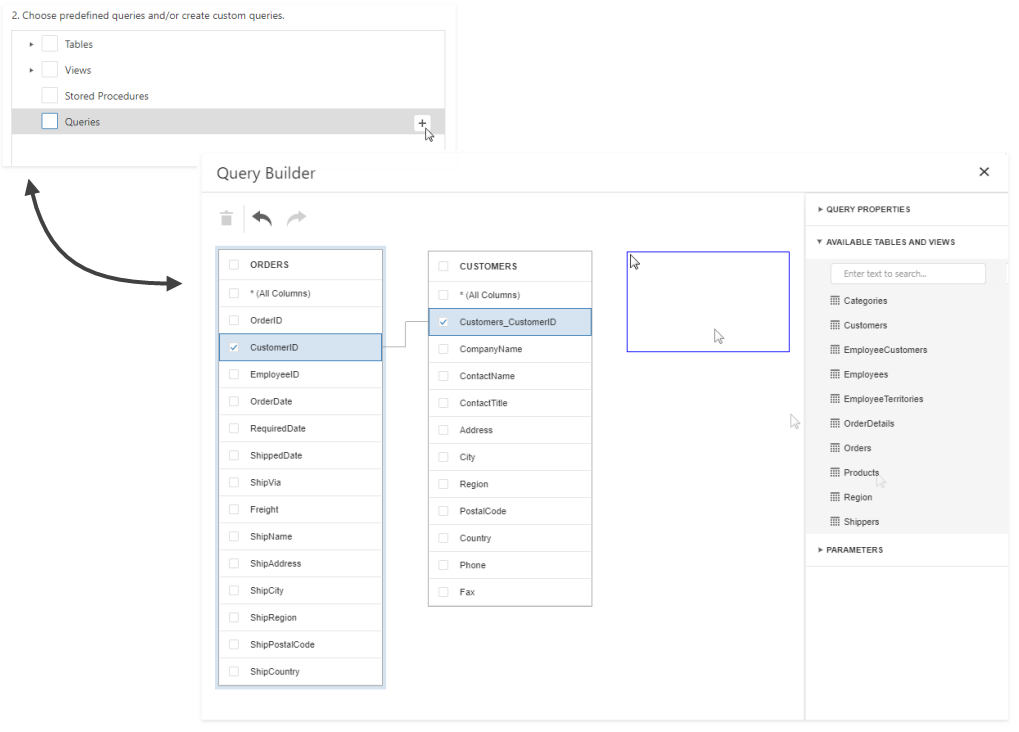 2. Choose predefined queries and/or create custom queries.
Tables
Views
Stored Procedures
Queries
Query Builder
ORDERS
* (All Columns)
OrderID
CustomerID
EmployeeID
OrderDate
RequiredDate
ShippedDate
ShipVia
Freight
ShipName
ShipAddress
ShipCity
ShipRegion
ShipPostalCode
ShipCountry
CUSTOMERS
* (All Columns)
Customers_CustomerID
CompanyName
ContactName
ContactTitle
Address
City
Region
PostalCode
Country
Phone
Fax
QUERY PROPERTIES
AVAILABLE TABLES AND VIEWS
Enter text to search...
Categories
Customers
EmployeeCustomers
Employees
EmployeeTerritories
OrderDetails
Orders
Products
Region
Shippers
PARAMETERS